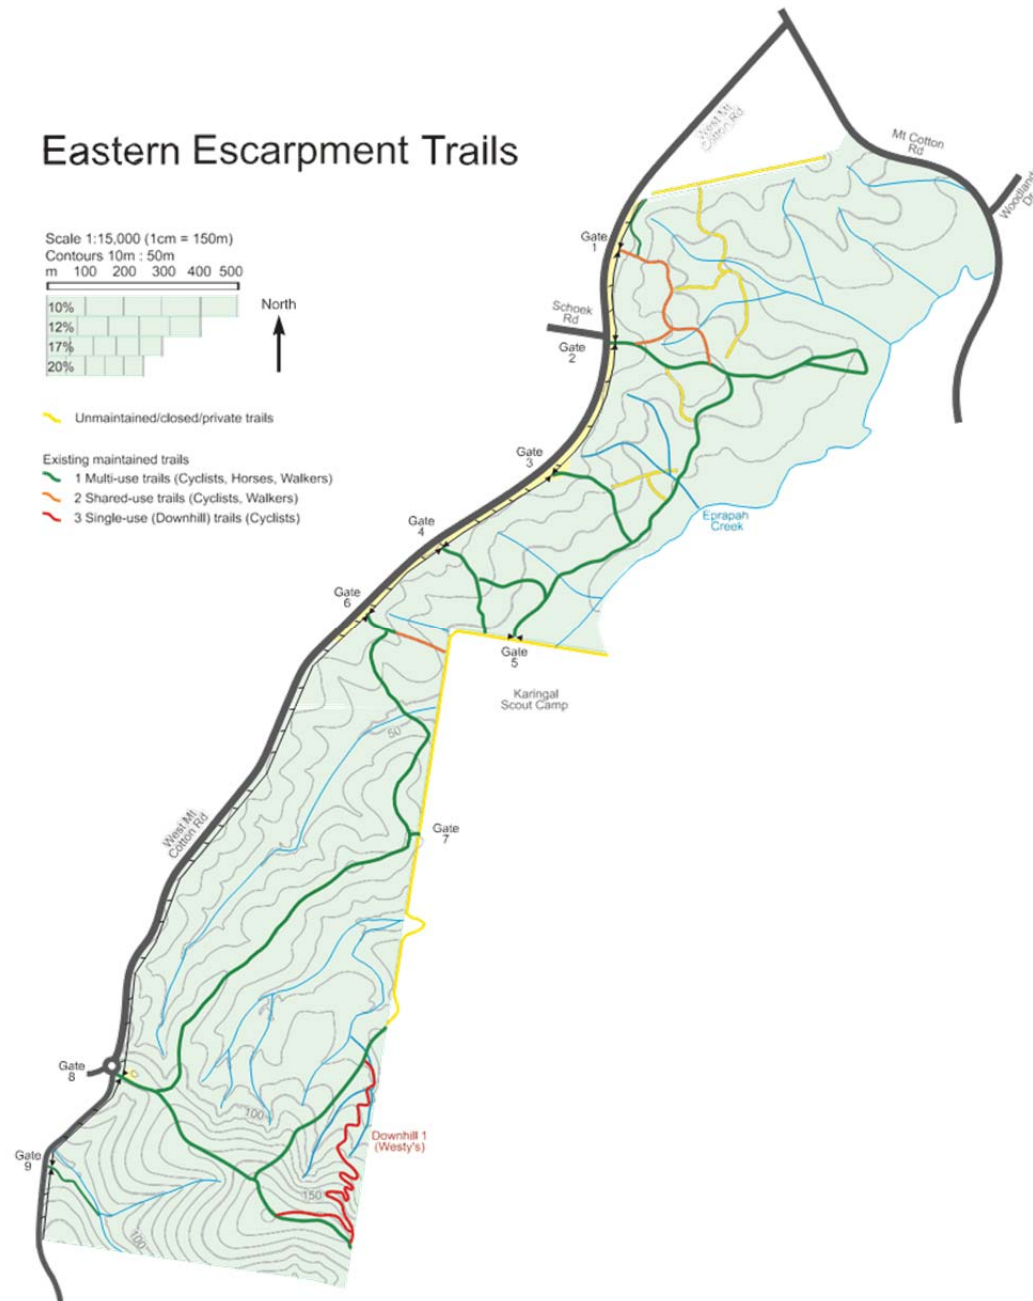 Eastern Escarpment Trails
Scale 1:15,000 (1cm = 150m)
Contours 10m : 50m
m 100 200 300 400 500
10%
12%
17%
20%
North
Unmaintained/closed/private trails
Existing maintained trails
1 Multi-use trails (Cyclists, Horses, Walkers)
2 Shared-use trails (Cyclists, Walkers)
3 Single-use (Downhill) trails (Cyclists)
West Mt
Cotton Rd
Mt Cotton
Rd
Woodland
Dr
Gate
1
Schoek
Rd
Gate
2
Gate
3
Gate
4
Eprapah
Creek
Gate
6
Gate
5
Karingal
Scout Camp
50
West Mt
Cotton Rd
Gate
7
Gate
8
100
Downhill 1
(Westy's)
Gate
9
150
100